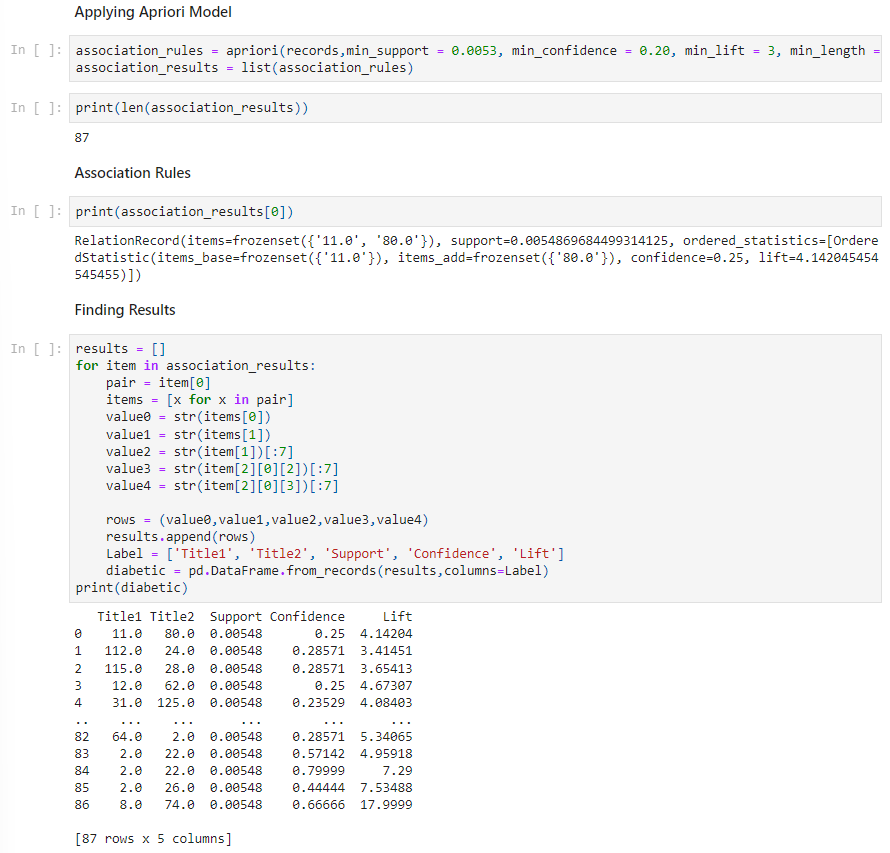 Applying Apriori Model
In [ ]: association_rules = apriori(records,min_support = 0.0053, min_confidence = 0.20, min_lift = 3, min_length =
association_results = list(association_rules)
In [ ]: print(len(association_results))
87
Association Rules
In [ ]: print(association_results[0])
RelationRecord(items=frozenset({'11.0', '80.0'}), support=0.0054869684499314125, ordered_statistics=[Ordere
dStatistic(items_base=frozenset({'11.0'}), items_add=frozenset({'80.0'}), confidence=0.25, lift=4.142045454
545455)])
Finding Results
In [ ]: results = []
for item in association_results:
    pair = item[0]
    items = [x for x in pair]
    value0 = str(items[0])
    value1 = str(items[1])
    value2 = str(item[1])[:7]
    value3 = str(item[2][0][2])[:7]
    value4 = str(item[2][0][3])[:7]
    rows = (value0,value1,value2,value3,value4)
    results.append(rows)
    Label = ['Title1', 'Title2', 'Support', 'Confidence', 'Lift']
    diabetic = pd.DataFrame.from_records(results,columns=Label)
print(diabetic)
   Title1 Title2  Support Confidence     Lift
0    11.0   80.0  0.00548       0.25  4.14204
1   112.0   24.0  0.00548    0.28571  3.41451
2   115.0   28.0  0.00548    0.28571  3.65413
3    12.0   62.0  0.00548       0.25  4.67307
4    31.0  125.0  0.00548    0.23529  4.08403
..    ...    ...      ...        ...      ...
82   64.0    2.0  0.00548    0.28571  5.34065
83    2.0   22.0  0.00548    0.57142  4.95918
84    2.0   22.0  0.00548    0.79999     7.29
85    2.0   26.0  0.00548    0.44444  7.53488
86    8.0   74.0  0.00548    0.66666  17.9999
[87 rows x 5 columns]